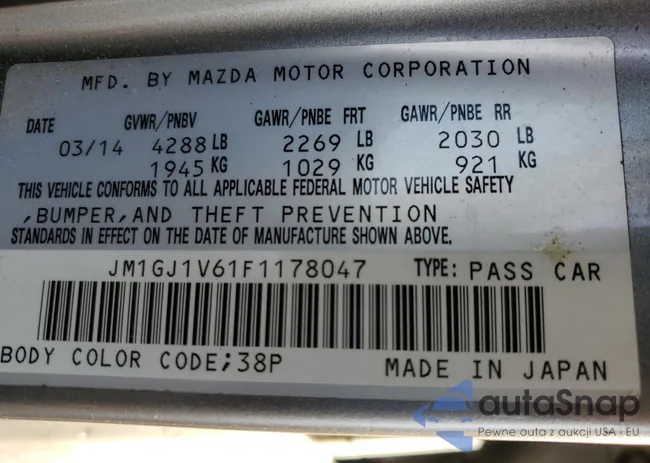 MFD. BY MAZDA MOTOR CORPORATION
DATE GVWR/PNBV GAWR/PNBE FRT GAWR/PNBE RR
03/14 4288 LB 2269 LB 2030 LB
1945 KG 1029 KG 921 KG
THIS VEHICLE CONFORMS TO ALL APPLICABLE FEDERAL MOTOR VEHICLE SAFETY
,BUMPER,AND THEFT PREVENTION
STANDARDS IN EFFECT ON THE DATE OF MANUFACTURE SHOWN ABOVE.
JM1GJ1V61F1178047 TYPE: PASS CAR
BODY COLOR CODE;38P MADE IN JAPAN
autaSnap
Pewne auta z aukcji USA i EU